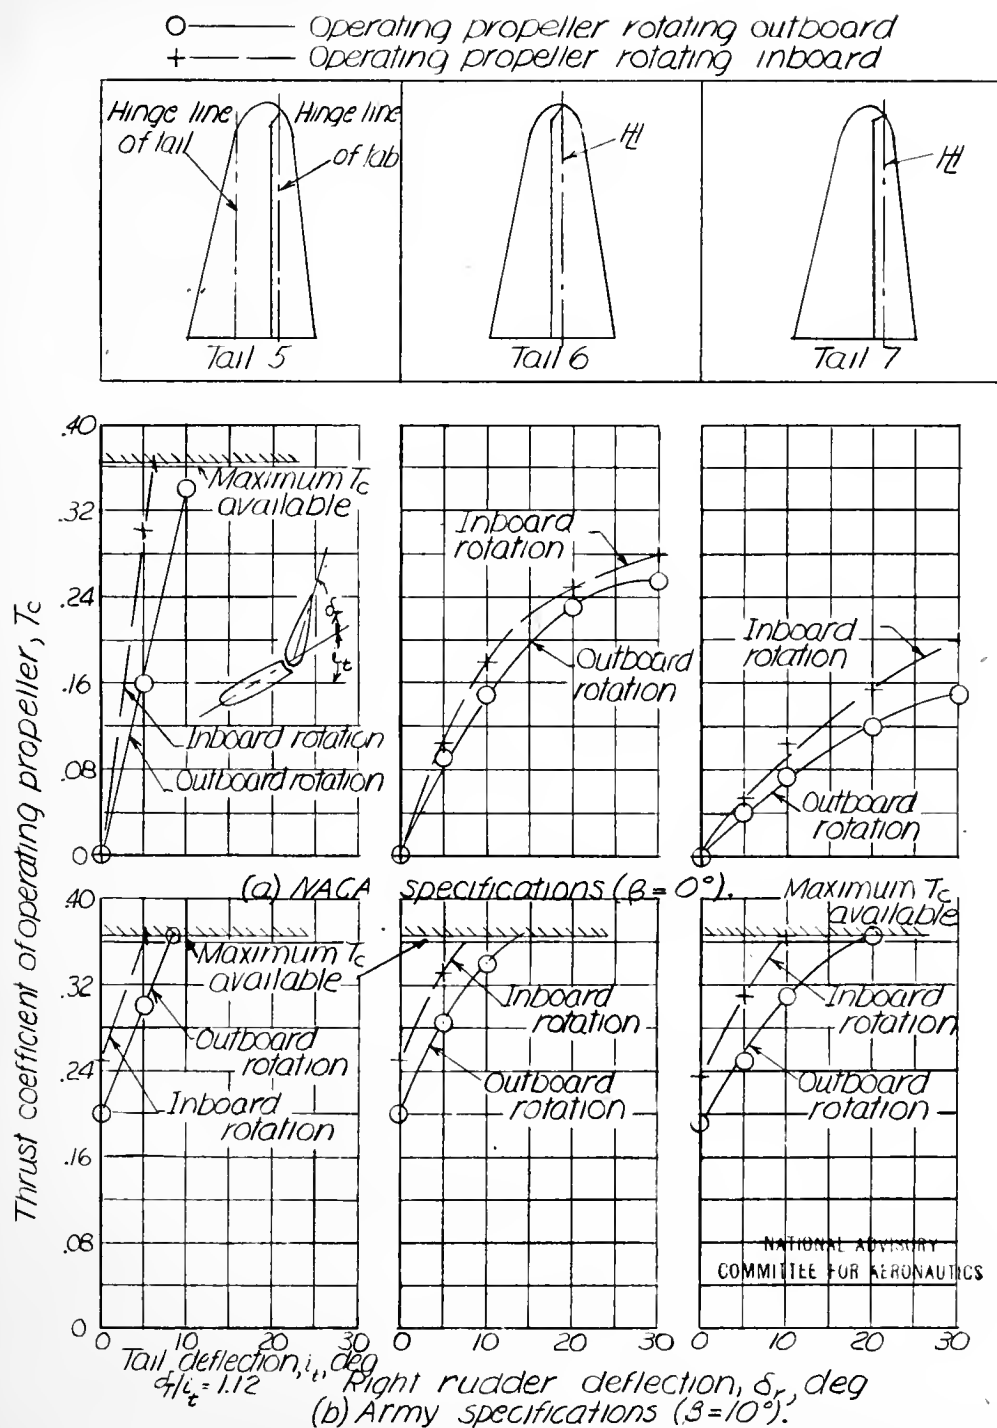 Operating propeller rotating outboard
Operating propeller rotating inboard
Hinge line
of tail
Hinge line
of tab
HL
HL
Tail 5
Tail 6
Tail 7
Thrust coefficient of operating propeller, Tc
.40
.32
.24
.16
.08
0
Maximum Tc
available
δr
it
Inboard rotation
Outboard rotation
Inboard
rotation
Outboard
rotation
Inboard
rotation
Outboard
rotation
(a) NACA specifications (β=0°).
.40
.32
.24
.16
.08
0
Maximum Tc
available
Outboard
rotation
Inboard
rotation
Inboard
rotation
Outboard
rotation
Maximum Tc
available
Inboard
rotation
Outboard
rotation
NATIONAL ADVISORY
COMMITTEE FOR AERONAUTICS
0 10 20 30
0 10 20 30
0 10 20 30
Tail deflection, it, deg
/it = 1.12
Right rudder deflection, δr, deg
(b) Army specifications (β=10°).